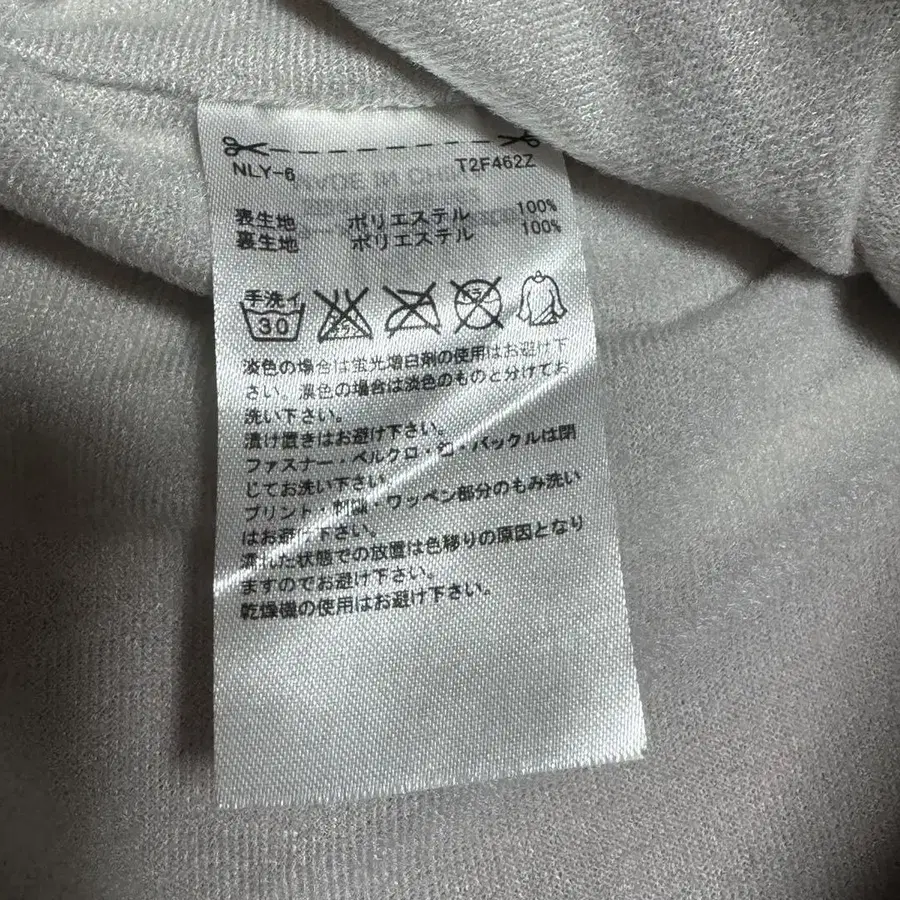 NLY-6 T2F462Z
表生地 ポリエステル 100%
裏生地 ポリエステル 100%
手洗イ
30
淡色の場合は蛍光増白剤の使用はお避け下
さい。濃色の場合は淡色のものと分けてお
洗い下さい。
漬け置きはお避け下さい。
ファスナー・ベルクロ・ ・バックルは閉
じてお洗い下さい。
プリント・刺繍・ワッペン部分のもみ洗い
はお避け下さい。
濡れた状態での放置は色移りの原因となり
ますのでお避け下さい。
乾燥機の使用はお避け下さい。